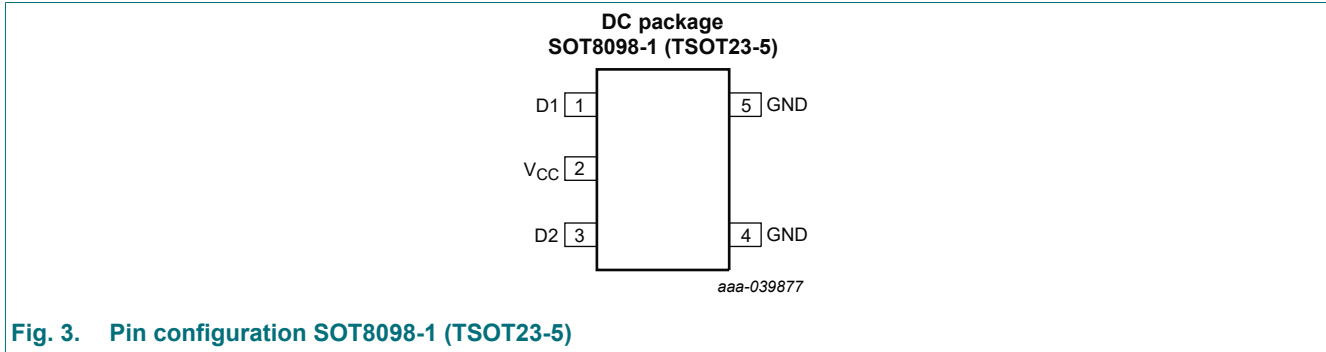 DC package
SOT8098-1 (TSOT23-5)
D1 1 5 GND
VCC 2
D2 3 4 GND
aaa-039877
Fig. 3. Pin configuration SOT8098-1 (TSOT23-5)